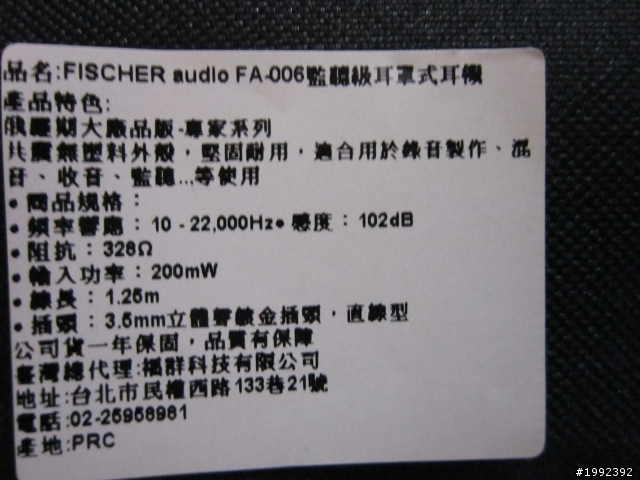 品名:FISCHER audio FA-006監聽級耳罩式耳機
產品特色:
俄羅斯大廠品版-專家系列
共震無塑料外殼，堅固耐用，適合用於錄音製作、混
音、收音、監聽...等使用
• 商品規格：
• 頻率響應：10 - 22,000Hz• 感度：102dB
• 阻抗：326Ω
• 輸入功率：200mW
• 線長：1.25m
• 插頭：3.5mm立體聲鍍金插頭，直線型
公司貨一年保固，品質有保障
臺灣總代理:楊群科技有限公司
地址:台北市民權西路133巷21號
電話:02-25958981
產地:PRC
#1992392